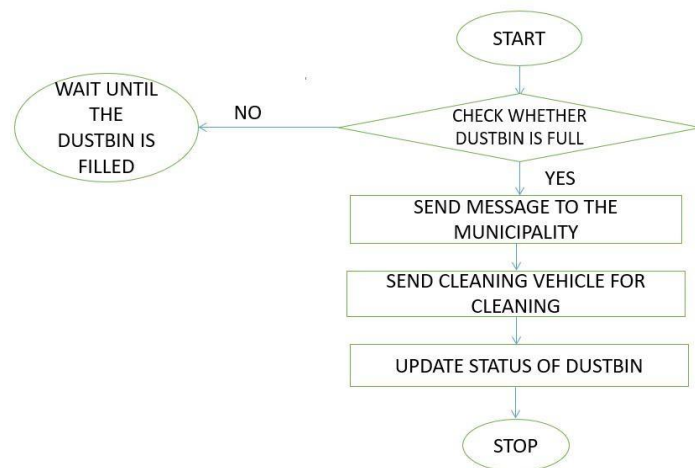 START
WAIT UNTIL
THE
DUSTBIN IS
FILLED
NO
CHECK WHETHER
DUSTBIN IS FULL
YES
SEND MESSAGE TO THE
MUNICIPALITY
SEND CLEANING VEHICLE FOR
CLEANING
UPDATE STATUS OF DUSTBIN
STOP